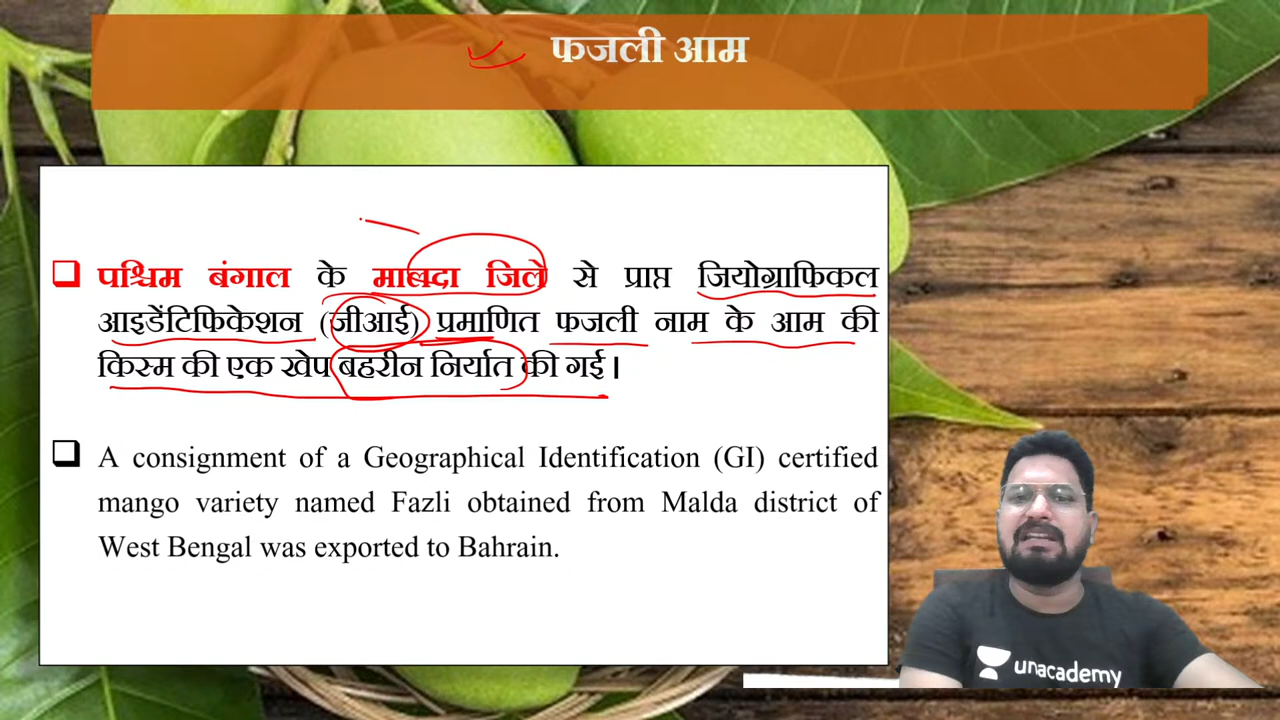 फजली आम
पश्चिम बंगाल के मालदा जिले से प्राप्त जियोग्राफिकल
आइडेंटिफिकेशन (जीआई) प्रमाणित फजली नाम के आम की
किस्म की एक खेप बहरीन निर्यात की गई।
A consignment of a Geographical Identification (GI) certified
mango variety named Fazli obtained from Malda district of
West Bengal was exported to Bahrain.
unacademy